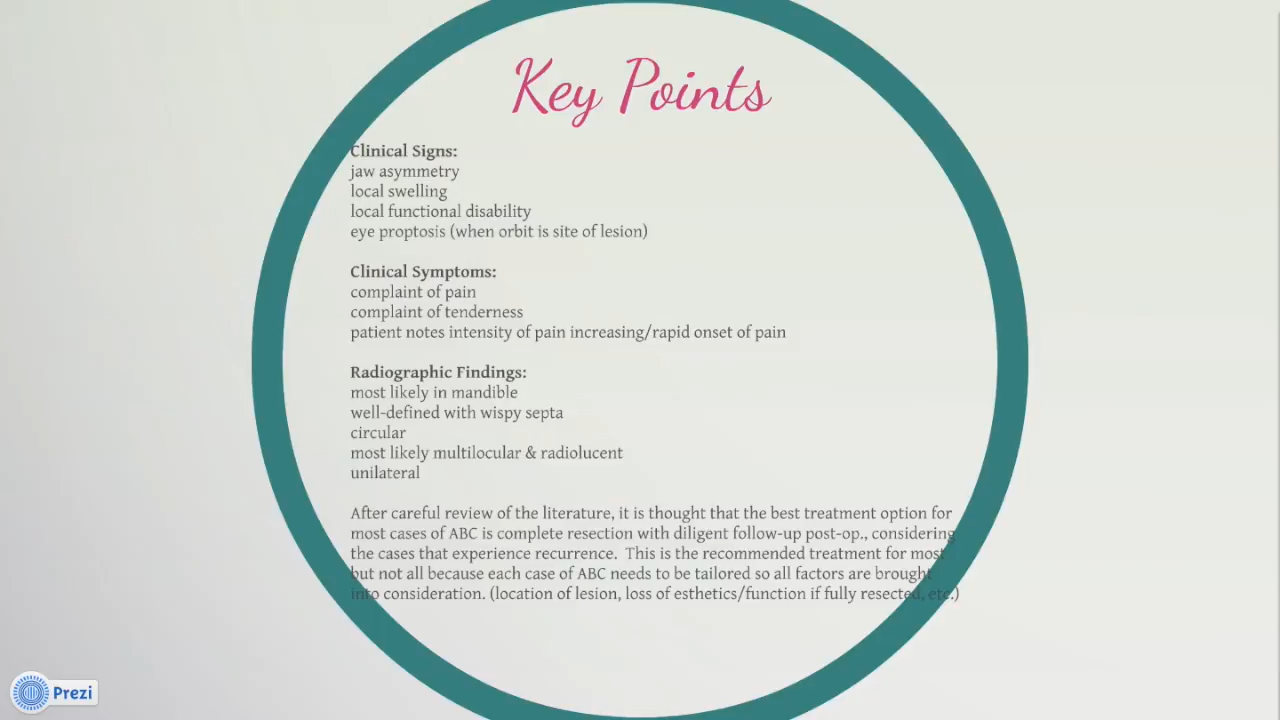 Key Points
Clinical Signs:
jaw asymmetry
local swelling
local functional disability
eye proptosis (when orbit is site of lesion)
Clinical Symptoms:
complaint of pain
complaint of tenderness
patient notes intensity of pain increasing/rapid onset of pain
Radiographic Findings:
most likely in mandible
well-defined with wispy septa
circular
most likely multilocular & radiolucent
unilateral
After careful review of the literature, it is thought that the best treatment option for
most cases of ABC is complete resection with diligent follow-up post-op., considering
the cases that experience recurrence.  This is the recommended treatment for most
but not all because each case of ABC needs to be tailored so all factors are brought
into consideration. (location of lesion, loss of esthetics/function if fully resected, etc.)
Prezi